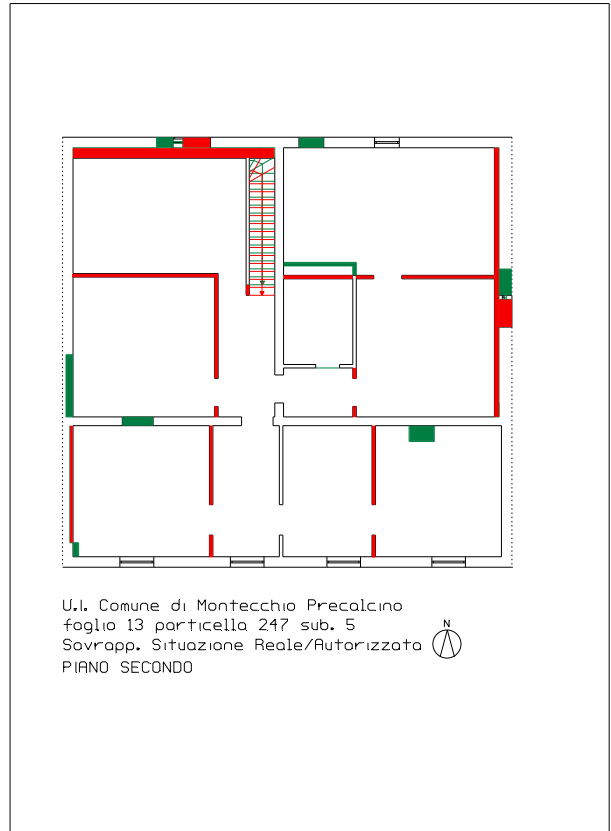 U.I. Comune di Montecchio Precalcino
foglio 13 particella 247 sub. 5
Sovrapp. Situazione Reale/Autorizzata
N
PIANO SECONDO